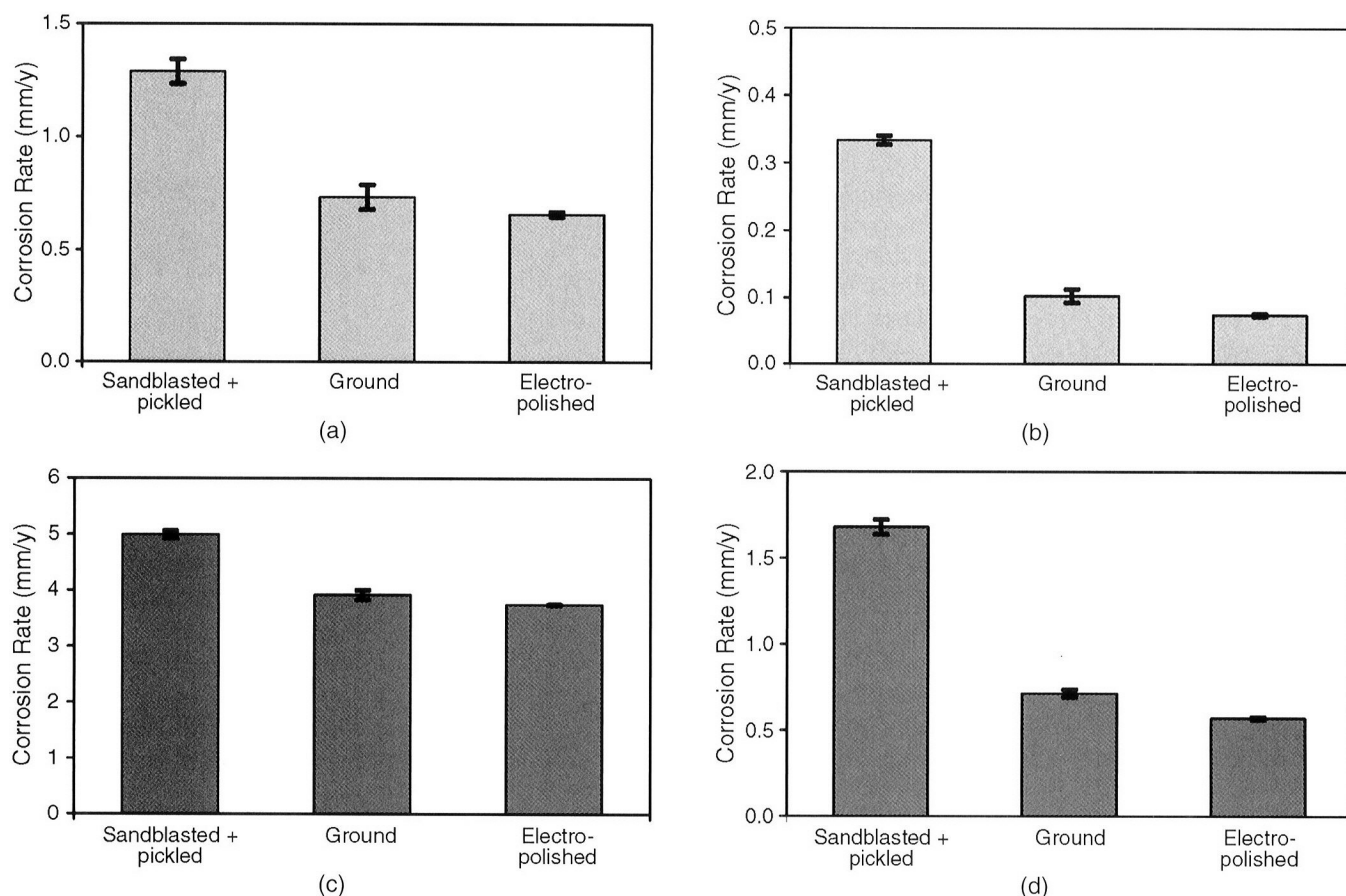 1.5
1.0
0.5
0.0
Corrosion Rate (mm/y)
Sandblasted +
pickled
Ground
Electro-
polished
(a)
0.5
0.4
0.3
0.2
0.1
0.0
Corrosion Rate (mm/y)
Sandblasted +
pickled
Ground
Electro-
polished
(b)
6
5
4
3
2
1
0
Corrosion Rate (mm/y)
Sandblasted +
pickled
Ground
Electro-
polished
(c)
2.0
1.5
1.0
0.5
0.0
Corrosion Rate (mm/y)
Sandblasted +
pickled
Ground
Electro-
polished
(d)